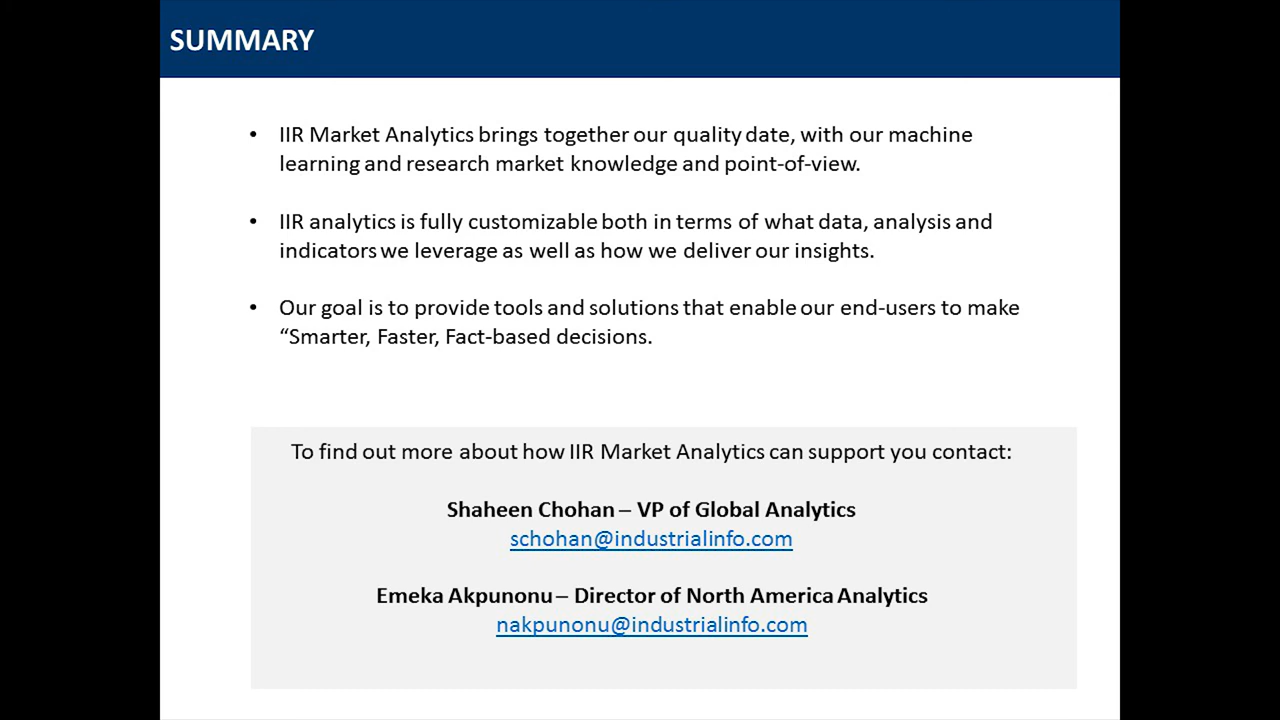 SUMMARY
• IIR Market Analytics brings together our quality date, with our machine
learning and research market knowledge and point-of-view.
• IIR analytics is fully customizable both in terms of what data, analysis and
indicators we leverage as well as how we deliver our insights.
• Our goal is to provide tools and solutions that enable our end-users to make
“Smarter, Faster, Fact-based decisions.
To find out more about how IIR Market Analytics can support you contact:
Shaheen Chohan – VP of Global Analytics
schohan@industrialinfo.com
Emeka Akpunonu – Director of North America Analytics
nakpunonu@industrialinfo.com